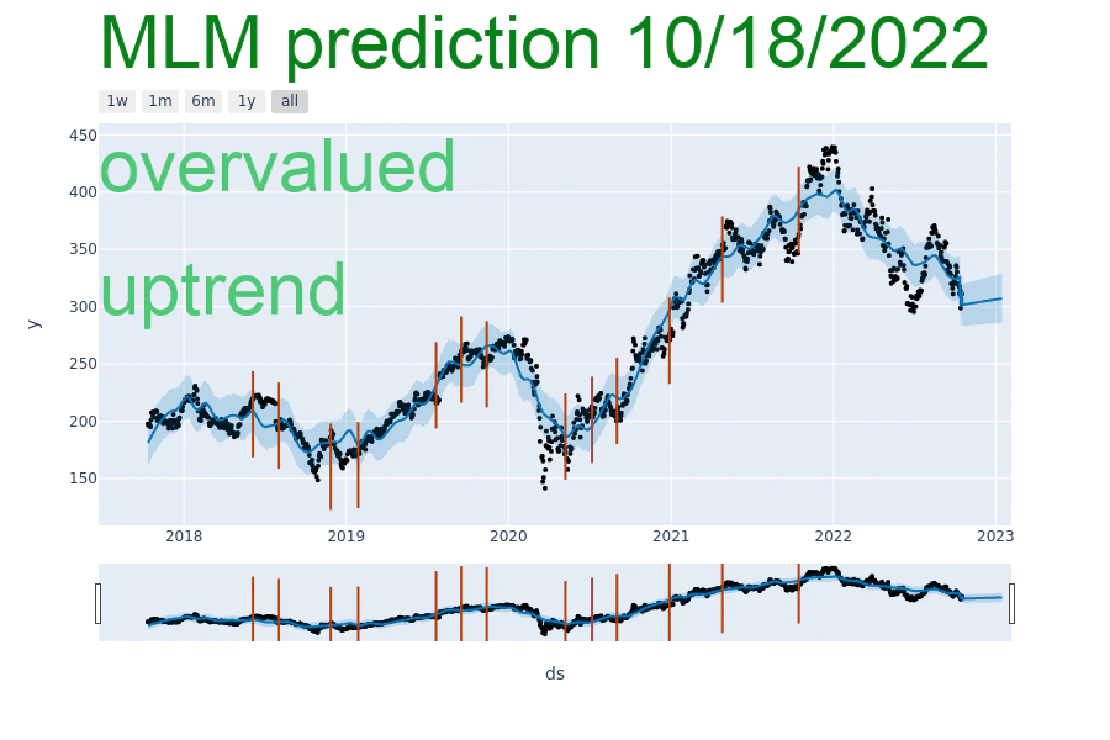 MLM prediction 10/18/2022
1w 1m 6m 1y all
450
overvalued
400
350
uptrend
300
y
250
200
150
2018 2019 2020 2021 2022 2023
ds